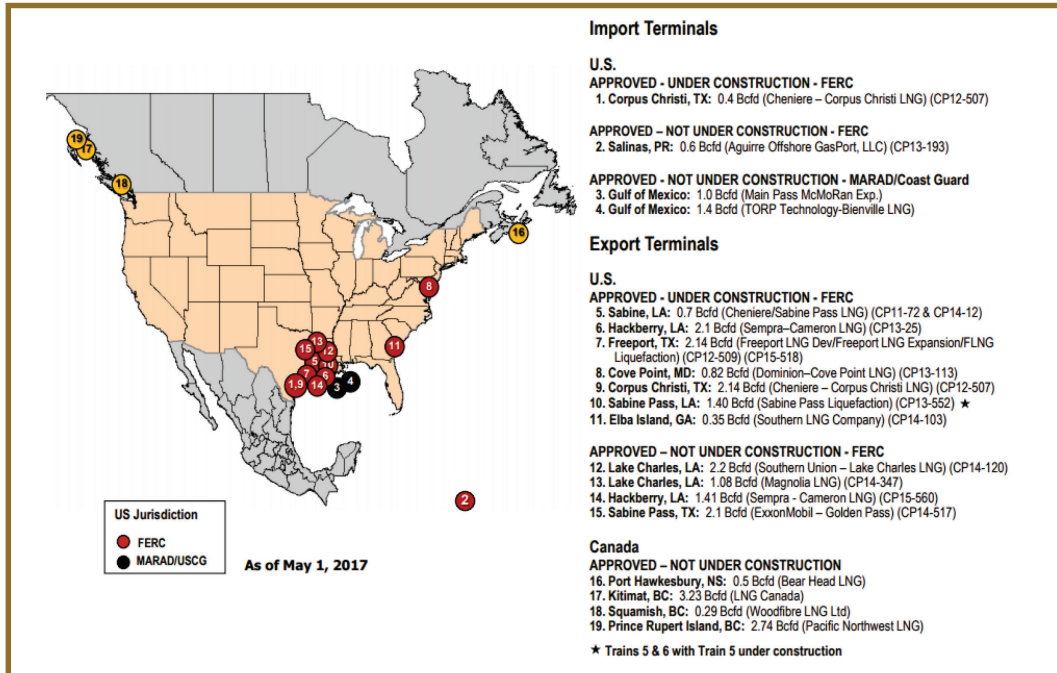 Import Terminals
U.S.
APPROVED - UNDER CONSTRUCTION - FERC
1. Corpus Christi, TX: 0.4 Bcfd (Cheniere – Corpus Christi LNG) (CP12-507)
APPROVED – NOT UNDER CONSTRUCTION - FERC
2. Salinas, PR: 0.6 Bcfd (Aguirre Offshore GasPort, LLC) (CP13-193)
APPROVED - NOT UNDER CONSTRUCTION - MARAD/Coast Guard
3. Gulf of Mexico: 1.0 Bcfd (Main Pass McMoRan Exp.)
4. Gulf of Mexico: 1.4 Bcfd (TORP Technology-Bienville LNG)
Export Terminals
U.S.
APPROVED - UNDER CONSTRUCTION - FERC
5. Sabine, LA: 0.7 Bcfd (Cheniere/Sabine Pass LNG) (CP11-72 & CP14-12)
6. Hackberry, LA: 2.1 Bcfd (Sempra–Cameron LNG) (CP13-25)
7. Freeport, TX: 2.14 Bcfd (Freeport LNG Dev/Freeport LNG Expansion/FLNG
Liquefaction) (CP12-509) (CP15-518)
8. Cove Point, MD: 0.82 Bcfd (Dominion–Cove Point LNG) (CP13-113)
9. Corpus Christi, TX: 2.14 Bcfd (Cheniere – Corpus Christi LNG) (CP12-507)
10. Sabine Pass, LA: 1.40 Bcfd (Sabine Pass Liquefaction) (CP13-552) ★
11. Elba Island, GA: 0.35 Bcfd (Southern LNG Company) (CP14-103)
APPROVED – NOT UNDER CONSTRUCTION - FERC
12. Lake Charles, LA: 2.2 Bcfd (Southern Union – Lake Charles LNG) (CP14-120)
13. Lake Charles, LA: 1.08 Bcfd (Magnolia LNG) (CP14-347)
14. Hackberry, LA: 1.41 Bcfd (Sempra - Cameron LNG) (CP15-560)
15. Sabine Pass, TX: 2.1 Bcfd (ExxonMobil – Golden Pass) (CP14-517)
Canada
APPROVED – NOT UNDER CONSTRUCTION
16. Port Hawkesbury, NS: 0.5 Bcfd (Bear Head LNG)
17. Kitimat, BC: 3.23 Bcfd (LNG Canada)
18. Squamish, BC: 0.29 Bcfd (Woodfibre LNG Ltd)
19. Prince Rupert Island, BC: 2.74 Bcfd (Pacific Northwest LNG)
★ Trains 5 & 6 with Train 5 under construction
19
17
18
16
8
13
15
12
11
5
10
7
6
4
1,9
14
3
2
US Jurisdiction
FERC
MARAD/USCG
As of May 1, 2017